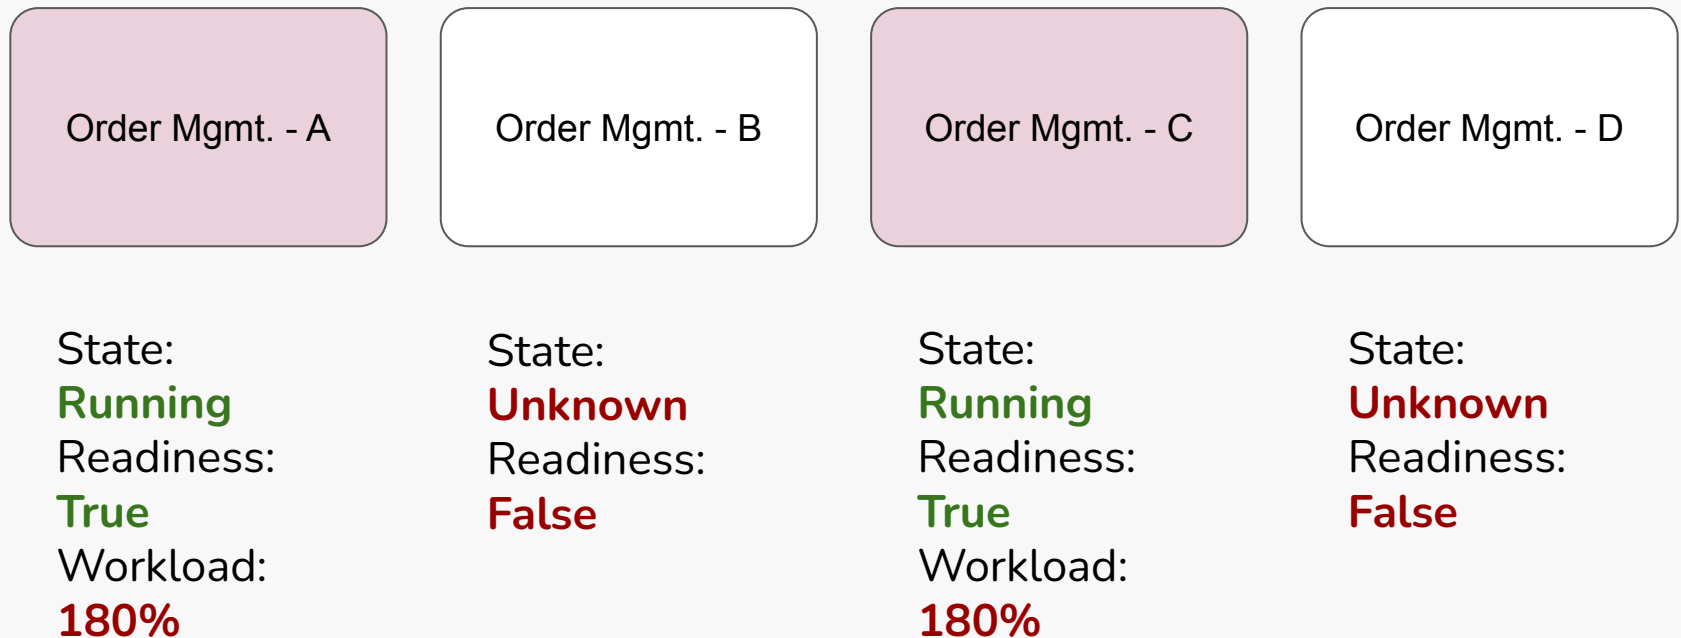 Order Mgmt. - A
Order Mgmt. - B
Order Mgmt. - C
Order Mgmt. - D
State:
Running
Readiness:
True
Workload:
180%
State:
Unknown
Readiness:
False
State:
Running
Readiness:
True
Workload:
180%
State:
Unknown
Readiness:
False